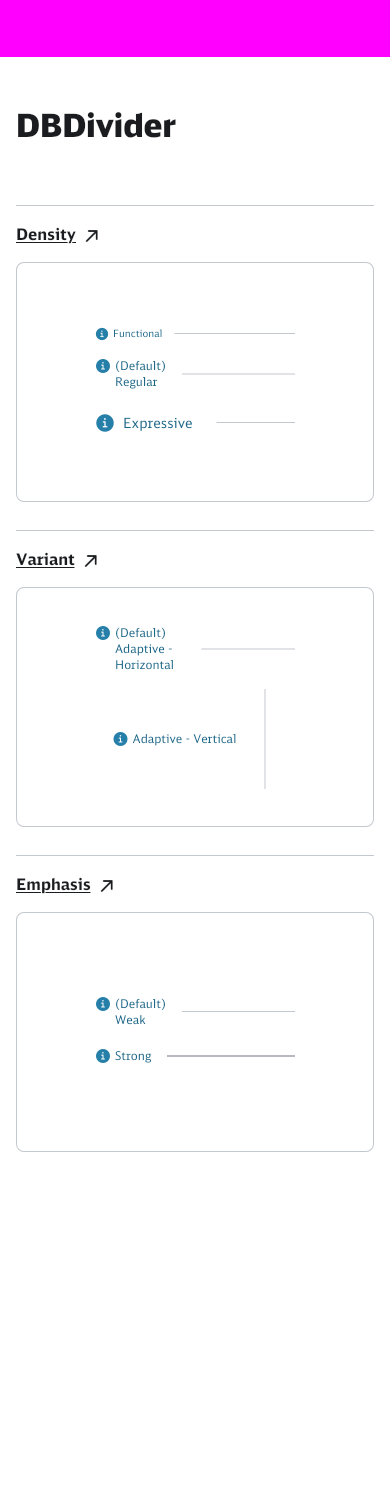 DBDivider
Density
Functional
(Default)
Regular
Expressive
Variant
(Default)
Adaptive -
Horizontal
Adaptive - Vertical
Emphasis
(Default)
Weak
Strong